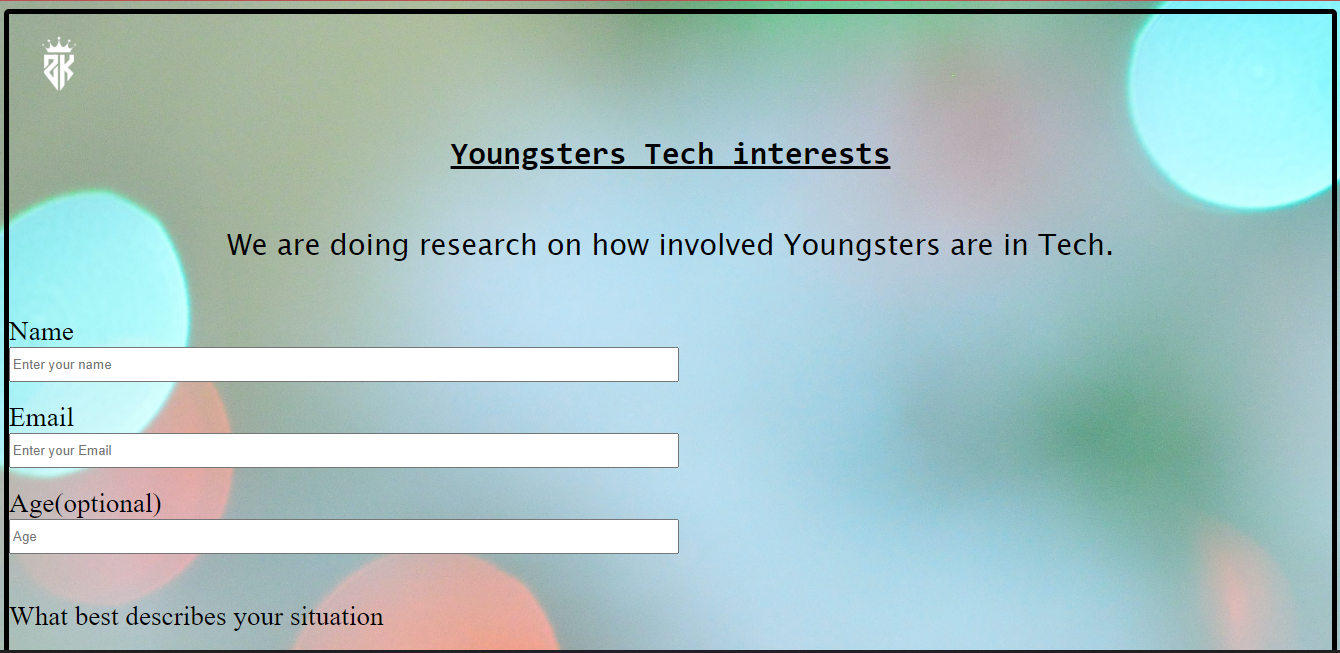 ZK
Youngsters Tech interests
We are doing research on how involved Youngsters are in Tech.
Name
Enter your name
Email
Enter your Email
Age(optional)
Age
What best describes your situation